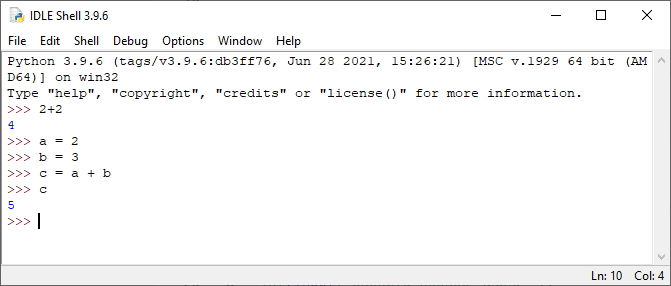 IDLE Shell 3.9.6
File Edit Shell Debug Options Window Help
Python 3.9.6 (tags/v3.9.6:db3ff76, Jun 28 2021, 15:26:21) [MSC v.1929 64 bit (AM
D64)] on win32
Type "help", "copyright", "credits" or "license()" for more information.
>>> 2+2
4
>>> a = 2
>>> b = 3
>>> c = a + b
>>> c
5
>>>
Ln: 10 Col: 4